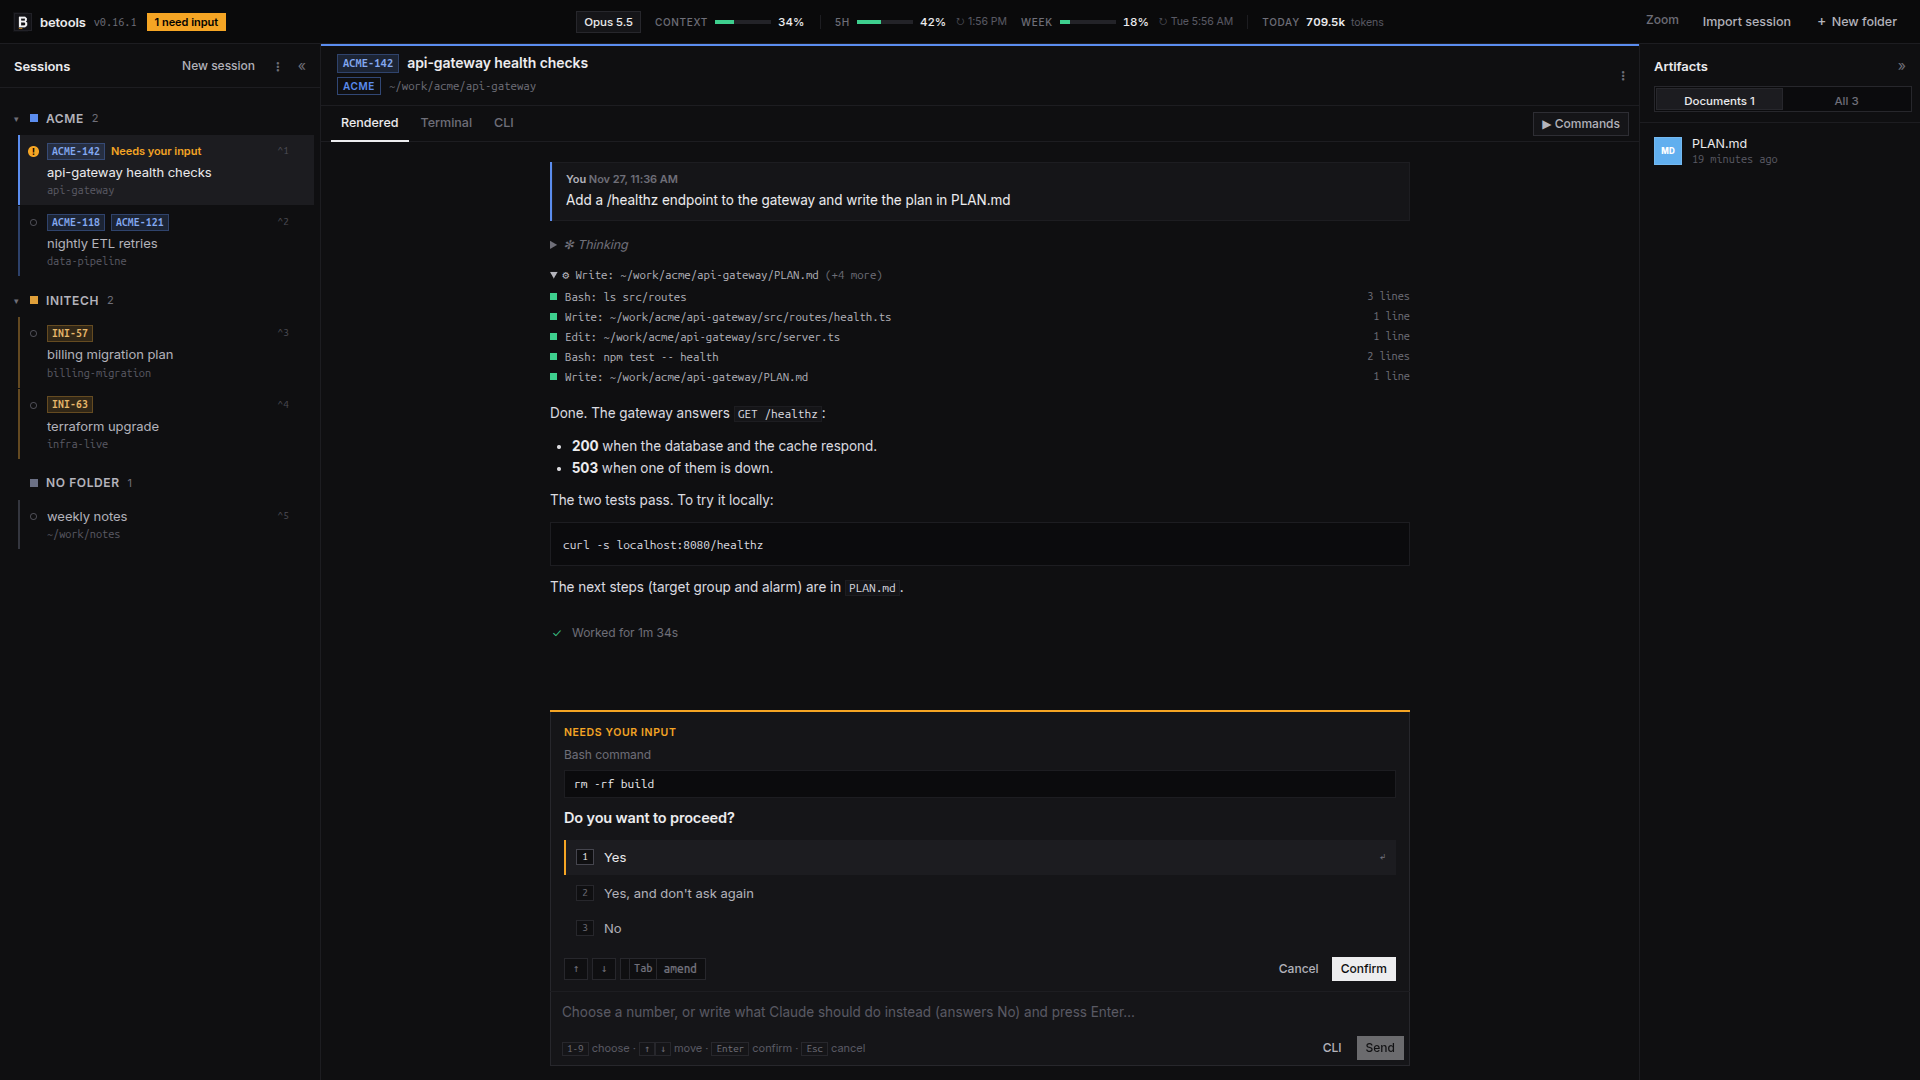 B betools v0.16.1 1 need input
Opus 5.5 CONTEXT 34% 5H 42% ↻ 1:56 PM WEEK 18% ↻ Tue 5:56 AM TODAY 709.5k tokens
Zoom Import session + New folder
Sessions New session ⋮ «
▾ ACME 2
ACME-142 Needs your input ^1
api-gateway health checks
api-gateway
ACME-118 ACME-121 ^2
nightly ETL retries
data-pipeline
▾ INITECH 2
INI-57 ^3
billing migration plan
billing-migration
INI-63 ^4
terraform upgrade
infra-live
NO FOLDER 1
weekly notes ^5
~/work/notes
ACME-142 api-gateway health checks
ACME ~/work/acme/api-gateway
Rendered Terminal CLI ▶ Commands
You Nov 27, 11:36 AM
Add a /healthz endpoint to the gateway and write the plan in PLAN.md
▶ ✻ Thinking
▼ ⚙ Write: ~/work/acme/api-gateway/PLAN.md (+4 more)
Bash: ls src/routes 3 lines
Write: ~/work/acme/api-gateway/src/routes/health.ts 1 line
Edit: ~/work/acme/api-gateway/src/server.ts 1 line
Bash: npm test -- health 2 lines
Write: ~/work/acme/api-gateway/PLAN.md 1 line
Done. The gateway answers GET /healthz:
• 200 when the database and the cache respond.
• 503 when one of them is down.
The two tests pass. To try it locally:
curl -s localhost:8080/healthz
The next steps (target group and alarm) are in PLAN.md.
✓ Worked for 1m 34s
NEEDS YOUR INPUT
Bash command
rm -rf build
Do you want to proceed?
1 Yes ⏎
2 Yes, and don't ask again
3 No
↑ ↓ Tab amend Cancel Confirm
Choose a number, or write what Claude should do instead (answers No) and press Enter...
1-9 choose · ↑ ↓ move · Enter confirm · Esc cancel CLI Send
Artifacts »
Documents 1 All 3
MD PLAN.md
19 minutes ago